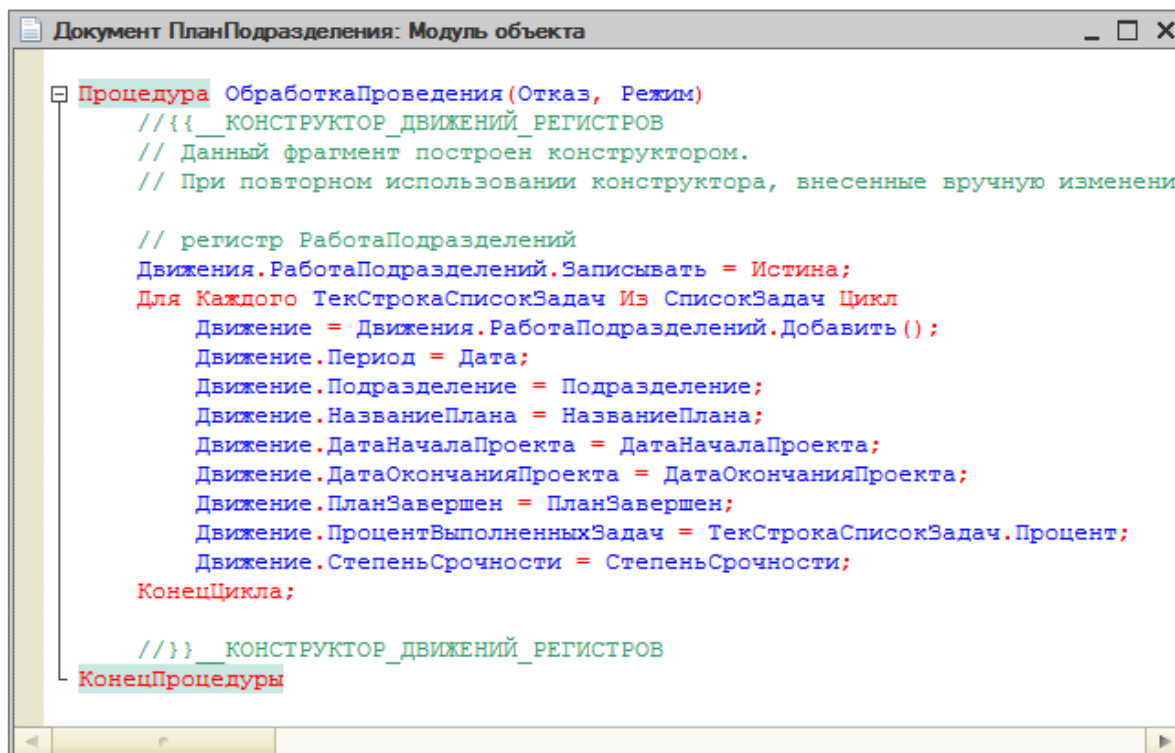 Документ ПланПодразделения: Модуль объекта
Процедура ОбработкаПроведения(Отказ, Режим)
//{{__КОНСТРУКТОР_ДВИЖЕНИЙ_РЕГИСТРОВ
// Данный фрагмент построен конструктором.
// При повторном использовании конструктора, внесенные вручную изменени
// регистр РаботаПодразделений
Движения.РаботаПодразделений.Записывать = Истина;
Для Каждого ТекСтрокаСписокЗадач Из СписокЗадач Цикл
Движение = Движения.РаботаПодразделений.Добавить();
Движение.Период = Дата;
Движение.Подразделение = Подразделение;
Движение.НазваниеПлана = НазваниеПлана;
Движение.ДатаНачалаПроекта = ДатаНачалаПроекта;
Движение.ДатаОкончанияПроекта = ДатаОкончанияПроекта;
Движение.ПланЗавершен = ПланЗавершен;
Движение.ПроцентВыполненныхЗадач = ТекСтрокаСписокЗадач.Процент;
Движение.СтепеньСрочности = СтепеньСрочности;
КонецЦикла;
//}}__КОНСТРУКТОР_ДВИЖЕНИЙ_РЕГИСТРОВ
КонецПроцедуры